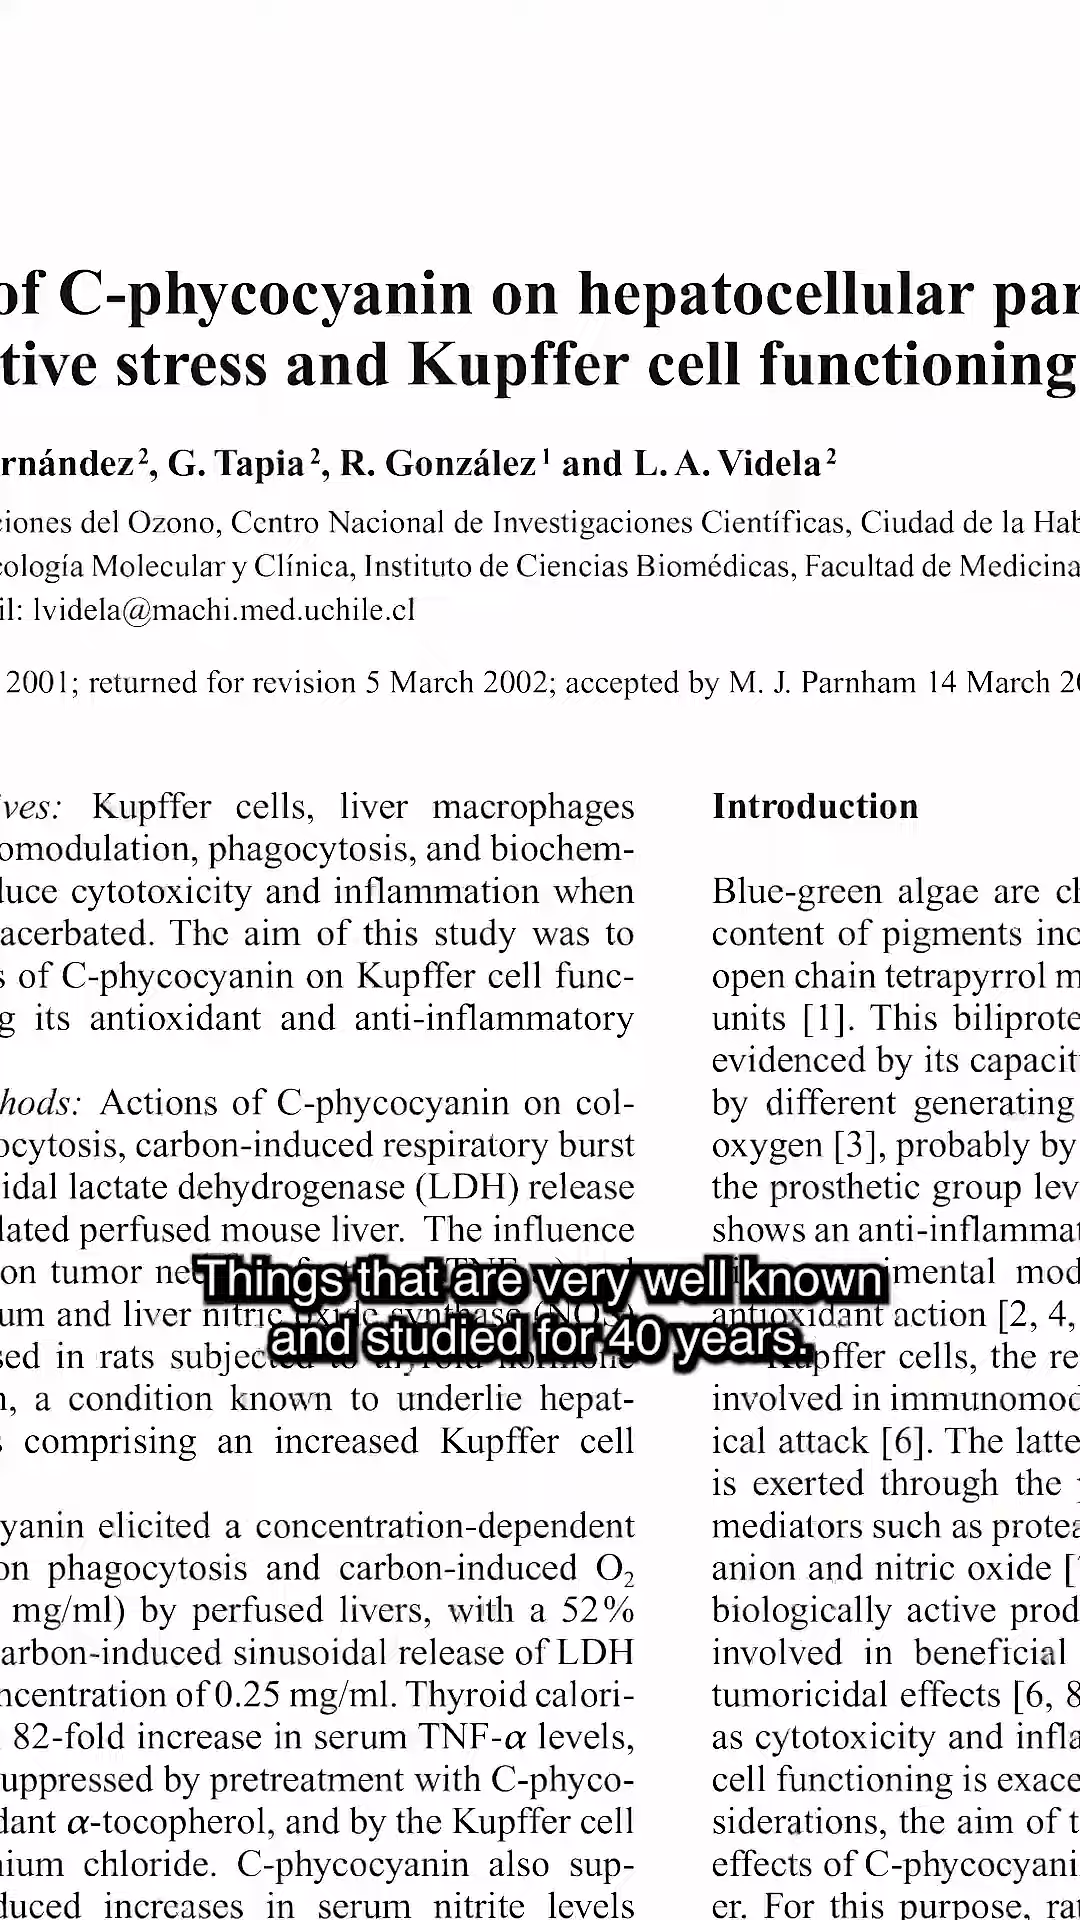 of C-phycocyanin on hepatocellular par
tive stress and Kupffer cell functioning
rnández², G. Tapia², R. González¹ and L. A. Videla²
ciones del Ozono, Centro Nacional de Investigaciones Científicas, Ciudad de la Hab
cología Molecular y Clínica, Instituto de Ciencias Biomédicas, Facultad de Medicina
il: lvidela@machi.med.uchile.cl
2001; returned for revision 5 March 2002; accepted by M. J. Parnham 14 March 20
ives: Kupffer cells, liver macrophages
omodulation, phagocytosis, and biochem-
duce cytotoxicity and inflammation when
acerbated. The aim of this study was to
s of C-phycocyanin on Kupffer cell func-
g its antioxidant and anti-inflammatory
hods: Actions of C-phycocyanin on col-
ocytosis, carbon-induced respiratory burst
idal lactate dehydrogenase (LDH) release
lated perfused mouse liver. The influence
on tumor
um and liver nitric oxide synthase (NOS)
sed in rats subjected to thyroid hormone
n, a condition known to underlie hepat-
s comprising an increased Kupffer cell
yanin elicited a concentration-dependent
on phagocytosis and carbon-induced O₂
mg/ml) by perfused livers, with a 52%
arbon-induced sinusoidal release of LDH
ncentration of 0.25 mg/ml. Thyroid calori-
82-fold increase in serum TNF-α levels,
suppressed by pretreatment with C-phyco-
dant α-tocopherol, and by the Kupffer cell
nium chloride. C-phycocyanin also sup-
duced increases in serum nitrite levels
Introduction
Blue-green algae are ch
content of pigments inc
open chain tetrapyrrol m
units [1]. This biliprote
evidenced by its capacit
by different generating
oxygen [3], probably by
the prosthetic group lev
shows an anti-inflammat
imental mod
antioxidant action [2, 4,
Kupffer cells, the re
involved in immunomod
ical attack [6]. The latte
is exerted through the
mediators such as protea
anion and nitric oxide [
biologically active prod
involved in beneficial
tumoricidal effects [6, 8
as cytotoxicity and infla
cell functioning is exace
siderations, the aim of t
effects of C-phycocyani
er. For this purpose, ra
Things that are very well known
and studied for 40 years.